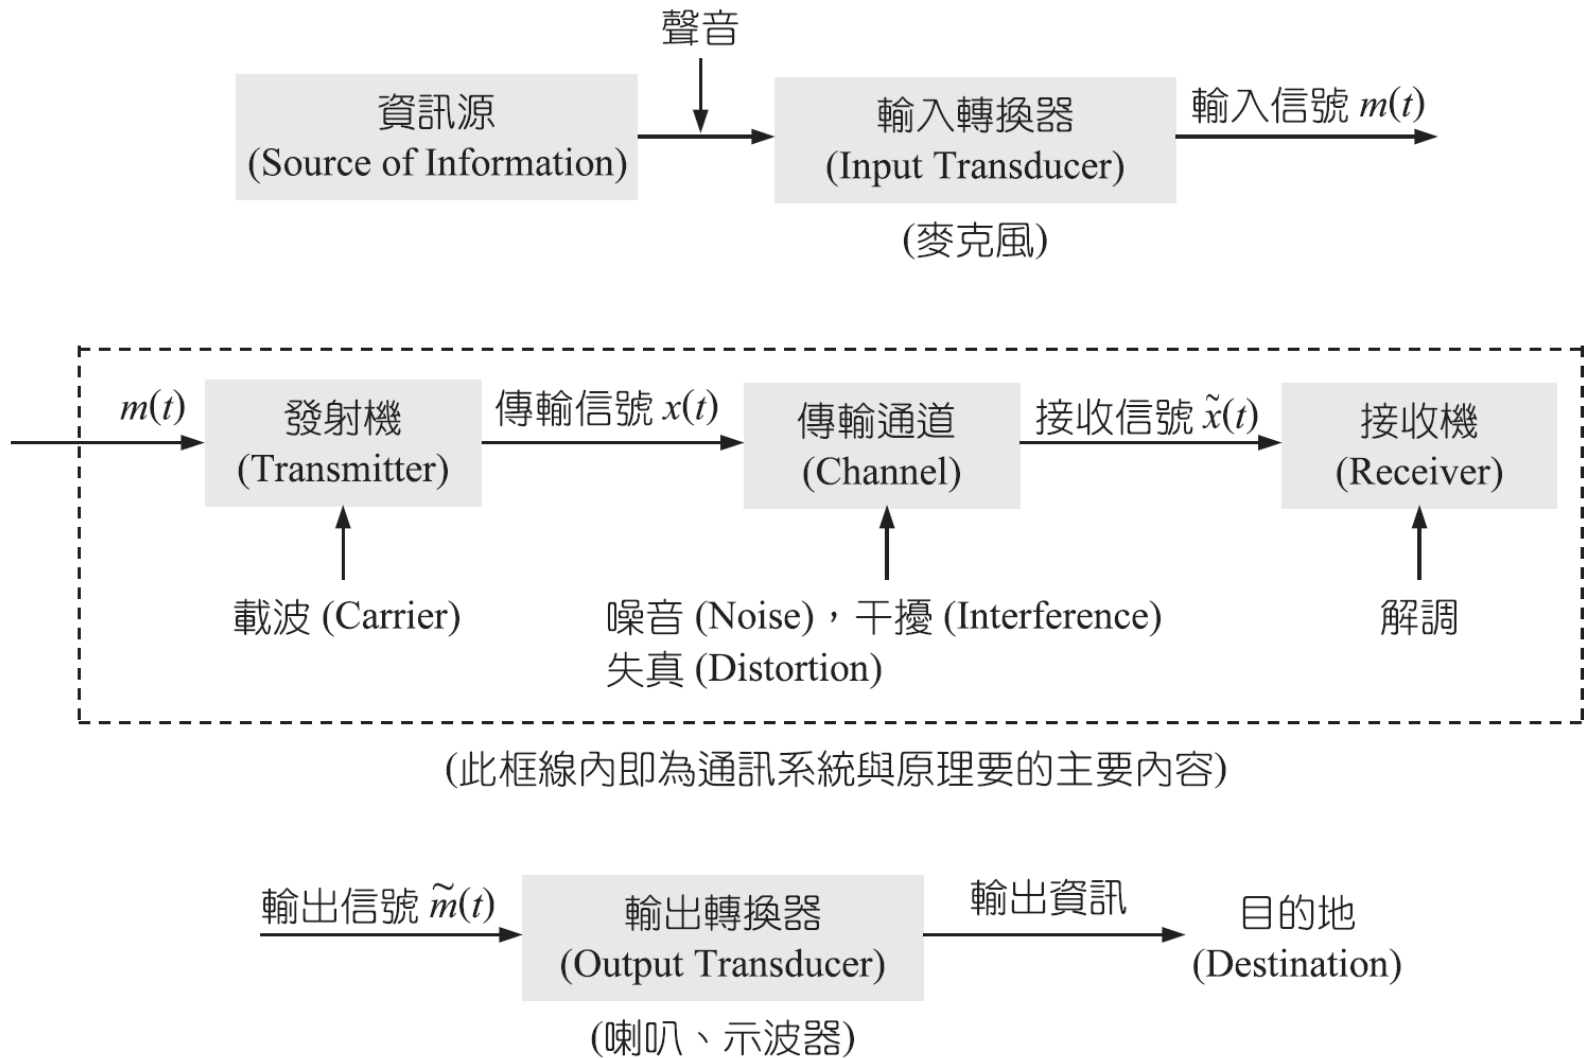 聲音
資訊源
(Source of Information)
輸入轉換器
(Input Transducer)
輸入信號 m(t)
(麥克風)
m(t)
發射機
(Transmitter)
傳輸信號 x(t)
傳輸通道
(Channel)
接收信號 x̃(t)
接收機
(Receiver)
載波 (Carrier)
噪音 (Noise)，干擾 (Interference)
失真 (Distortion)
解調
(此框線內即為通訊系統與原理要的主要內容)
輸出信號 m̃(t)
輸出轉換器
(Output Transducer)
輸出資訊
目的地
(Destination)
(喇叭、示波器)